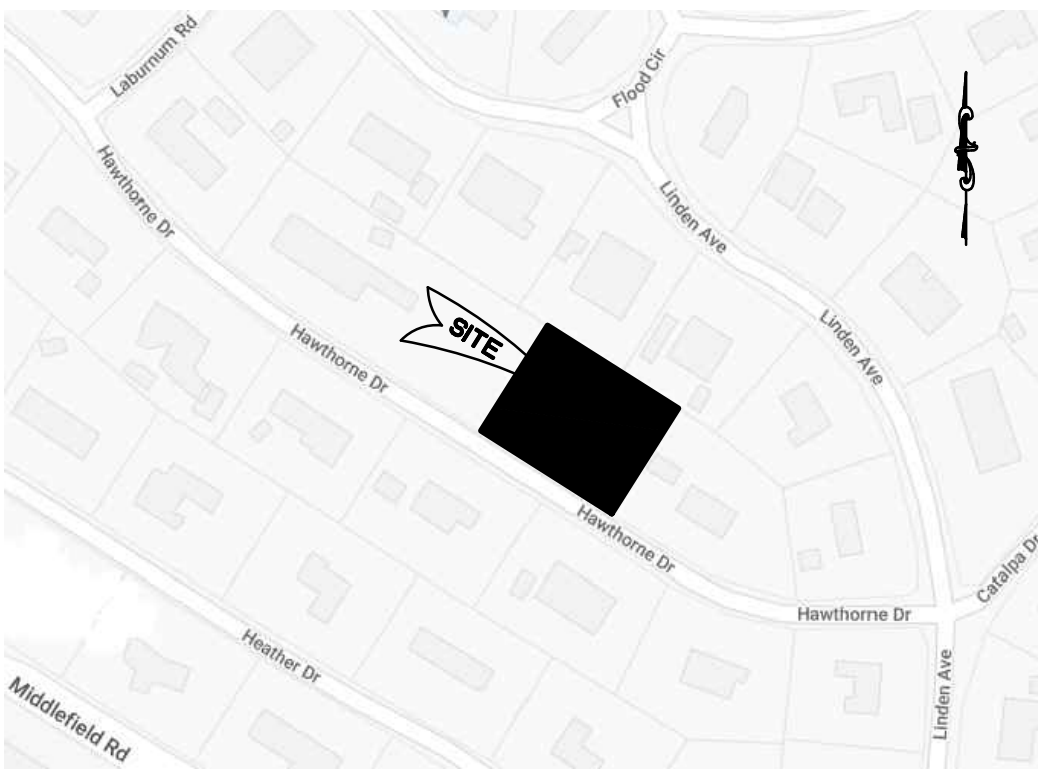 Laburnum Rd
Flood Cir
Hawthorne Dr
Linden Ave
SITE
Hawthorne Dr
Linden Ave
Hawthorne Dr
Catalpa Dr
Hawthorne Dr
Heather Dr
Linden Ave
Middlefield Rd